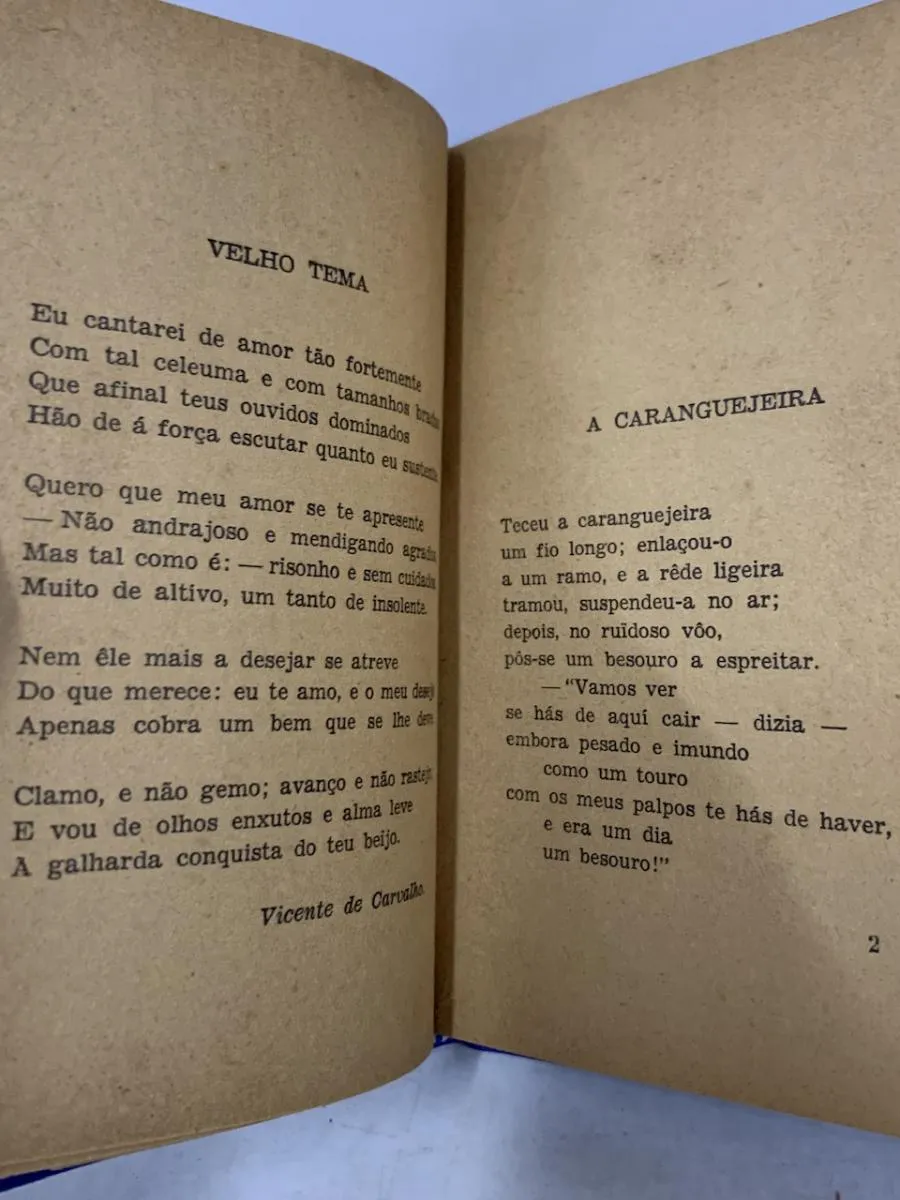 VELHO TEMA
Eu cantarei de amor tão fortemente
Com tal celeuma e com tamanhos
Que afinal teus ouvidos dominados
Hão de á força escutar quanto eu
Quero que meu amor se te apresente
— Não andrajoso e mendigando
Mas tal como é: — risonho e sem
Muito de altivo, um tanto de insolente.
Nem êle mais a desejar se atreve
Do que merece: eu te amo, e o meu
Apenas cobra um bem que se lhe deve.
Clamo, e não gemo; avanço e não
E vou de olhos enxutos e alma leve
A galharda conquista do teu beijo.
Vicente de Carvalho.
A CARANGUEJEIRA
Teceu a caranguejeira
um fio longo; enlaçou-o
a um ramo, e a rêde ligeira
tramou, suspendeu-a no ar;
depois, no ruïdoso vôo,
pôs-se um besouro a espreitar.
— "Vamos ver
se hás de aquí cair — dizia —
embora pesado e imundo
como um touro
com os meus palpos te hás de haver,
e era um dia
um besouro!"
2